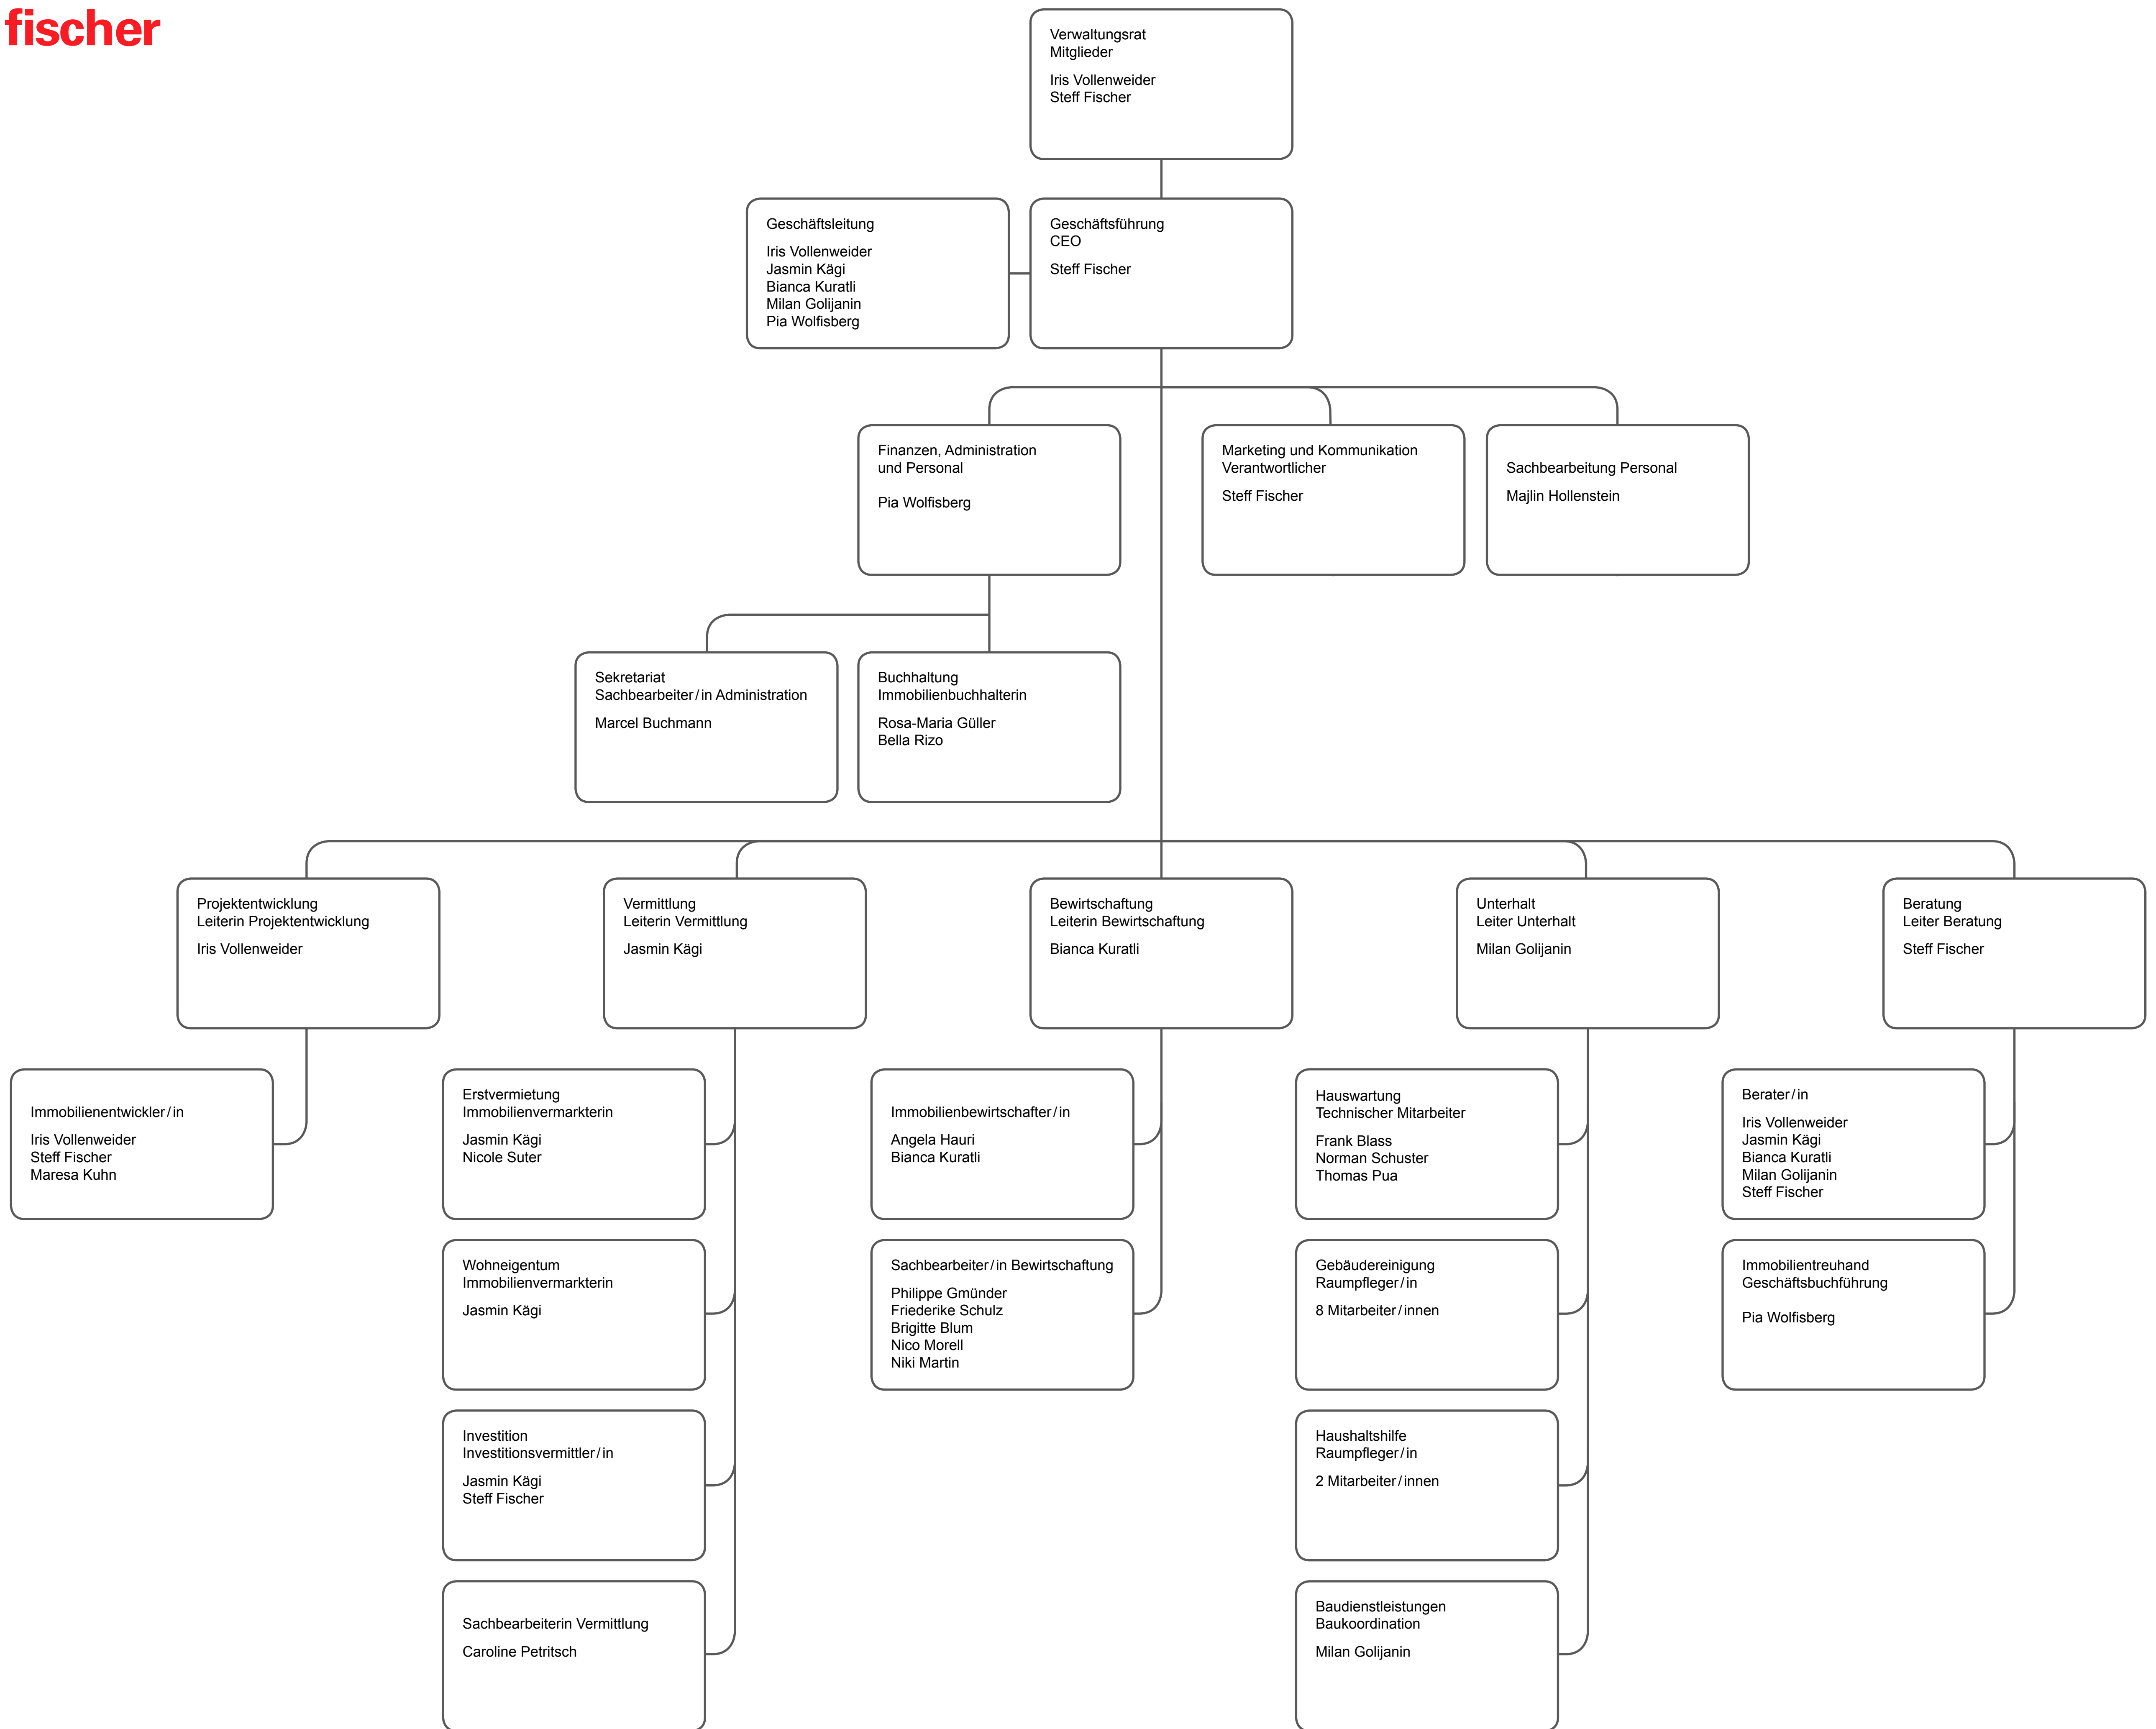 fischer
Verwaltungsrat
Mitglieder
Iris Vollenweider
Steff Fischer
Geschäftsleitung
Iris Vollenweider
Jasmin Kägi
Bianca Kuratli
Milan Golijanin
Pia Wolfisberg
Geschäftsführung
CEO
Steff Fischer
Finanzen, Administration
und Personal
Pia Wolfisberg
Marketing und Kommunikation
Verantwortlicher
Steff Fischer
Sachbearbeitung Personal
Majlin Hollenstein
Sekretariat
Sachbearbeiter/in Administration
Marcel Buchmann
Buchhaltung
Immobilienbuchhalterin
Rosa-Maria Güller
Bella Rizo
Projektentwicklung
Leiterin Projektentwicklung
Iris Vollenweider
Vermittlung
Leiterin Vermittlung
Jasmin Kägi
Bewirtschaftung
Leiterin Bewirtschaftung
Bianca Kuratli
Unterhalt
Leiter Unterhalt
Milan Golijanin
Beratung
Leiter Beratung
Steff Fischer
Immobilienentwickler/in
Iris Vollenweider
Steff Fischer
Maresa Kuhn
Erstvermietung
Immobilienvermarkterin
Jasmin Kägi
Nicole Suter
Immobilienbewirtschafter/in
Angela Hauri
Bianca Kuratli
Hauswartung
Technischer Mitarbeiter
Frank Blass
Norman Schuster
Thomas Pua
Berater/in
Iris Vollenweider
Jasmin Kägi
Bianca Kuratli
Milan Golijanin
Steff Fischer
Wohneigentum
Immobilienvermarkterin
Jasmin Kägi
Sachbearbeiter/in Bewirtschaftung
Philippe Gmünder
Friederike Schulz
Brigitte Blum
Nico Morell
Niki Martin
Gebäudereinigung
Raumpfleger/in
8 Mitarbeiter/innen
Immobilientreuhand
Geschäftsbuchführung
Pia Wolfisberg
Investition
Investitionsvermittler/in
Jasmin Kägi
Steff Fischer
Haushaltshilfe
Raumpfleger/in
2 Mitarbeiter/innen
Sachbearbeiterin Vermittlung
Caroline Petritsch
Baudienstleistungen
Baukoordination
Milan Golijanin